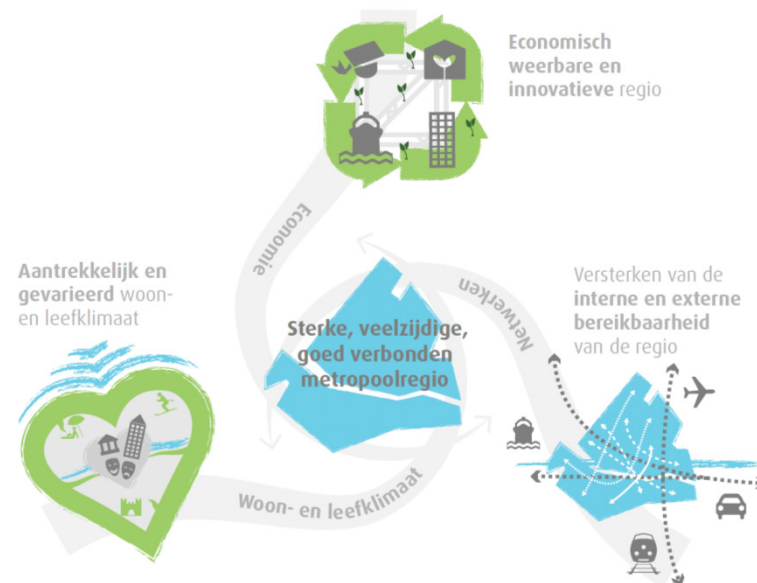 Economisch
weerbare en
innovatieve regio
Economie
Aantrekkelijk en
gevarieerd woon-
en leefklimaat
Sterke, veelzijdige,
goed verbonden
metropoolregio
Netwerken
Versterken van de
interne en externe
bereikbaarheid
van de regio
Woon- en leefklimaat